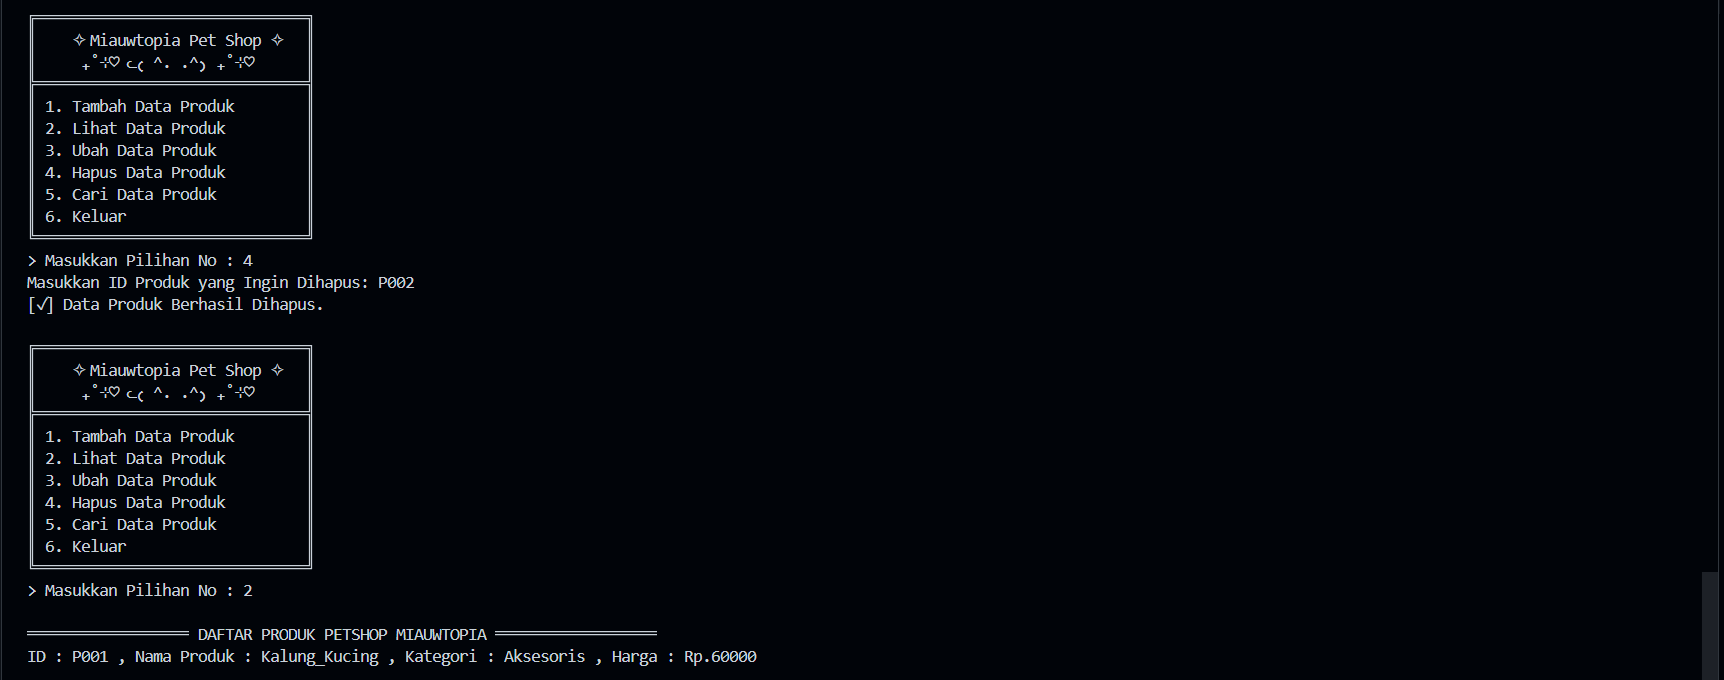 ✧ Miauwtopia Pet Shop ✧
₊˚⊹♡ ᓚ₍ ^. .^₎ ₊˚⊹♡
1. Tambah Data Produk
2. Lihat Data Produk
3. Ubah Data Produk
4. Hapus Data Produk
5. Cari Data Produk
6. Keluar
> Masukkan Pilihan No : 4
Masukkan ID Produk yang Ingin Dihapus: P002
[✓] Data Produk Berhasil Dihapus.
✧ Miauwtopia Pet Shop ✧
₊˚⊹♡ ᓚ₍ ^. .^₎ ₊˚⊹♡
1. Tambah Data Produk
2. Lihat Data Produk
3. Ubah Data Produk
4. Hapus Data Produk
5. Cari Data Produk
6. Keluar
> Masukkan Pilihan No : 2
══════════════════ DAFTAR PRODUK PETSHOP MIAUWTOPIA ══════════════════
ID : P001 , Nama Produk : Kalung_Kucing , Kategori : Aksesoris , Harga : Rp.60000